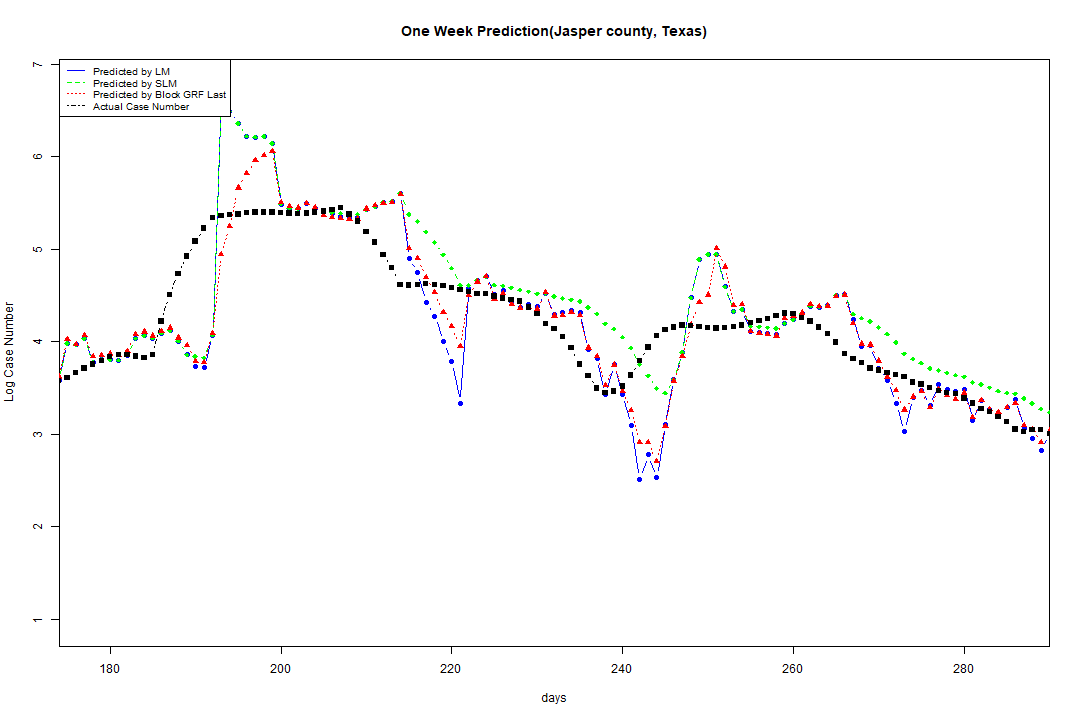 One Week Prediction(Jasper county, Texas)
Predicted by LM
Predicted by SLM
Predicted by Block GRF Last
Actual Case Number
7
6
5
4
3
2
1
Log Case Number
180 200 220 240 260 280
days